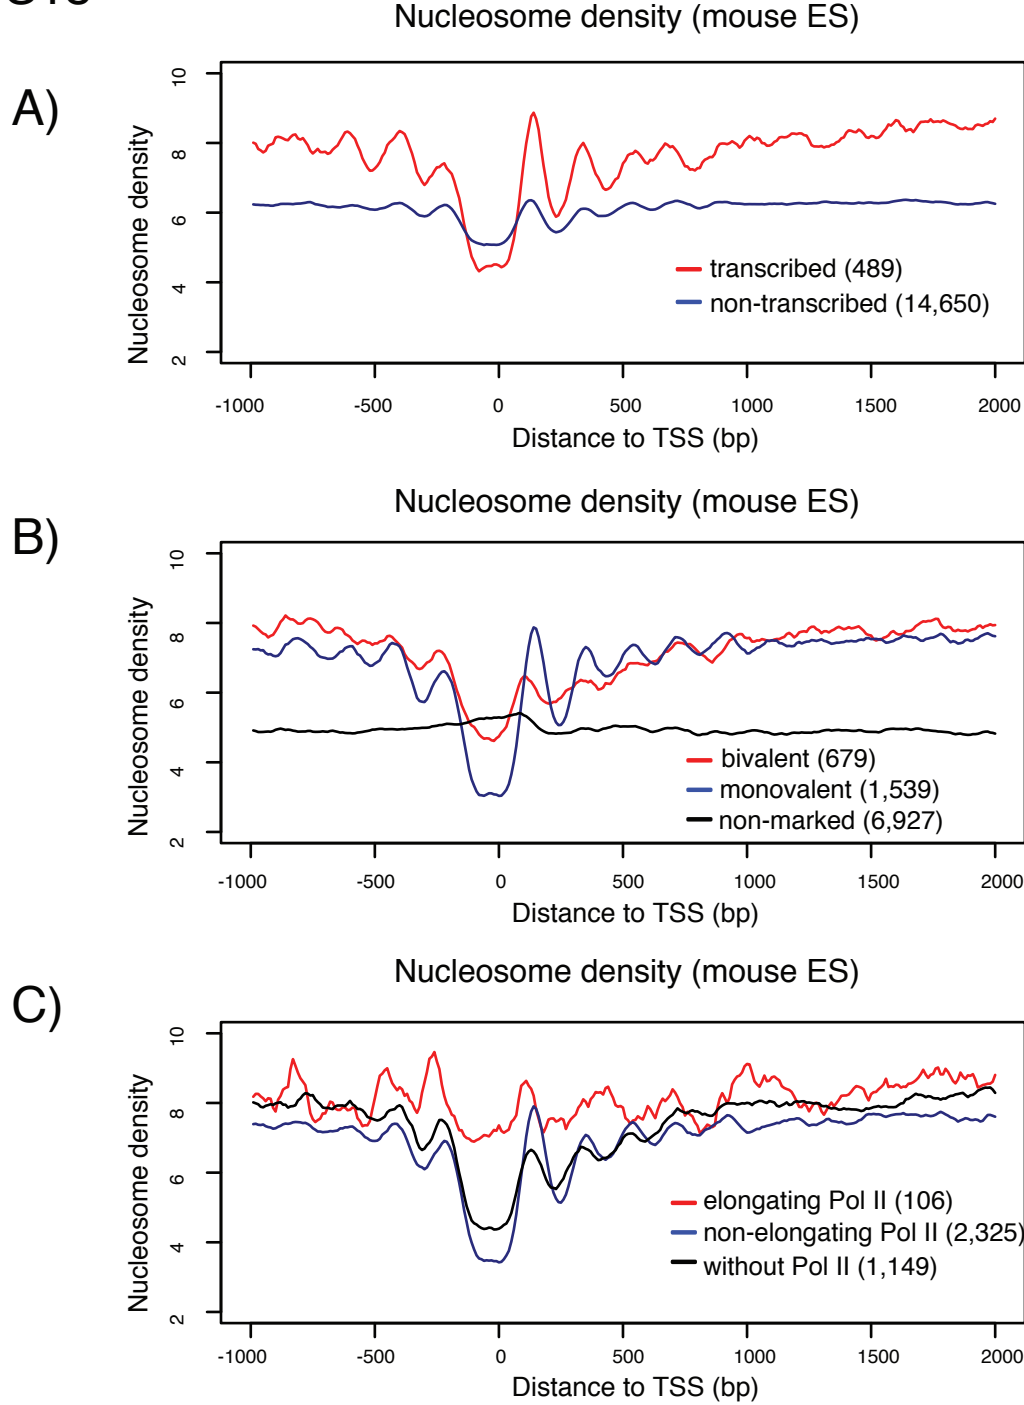 Nucleosome density (mouse ES)
A)
Nucleosome density
10
8
6
4
2
transcribed (489)
non-transcribed (14,650)
-1000 -500 0 500 1000 1500 2000
Distance to TSS (bp)
Nucleosome density (mouse ES)
B)
Nucleosome density
10
8
6
4
2
bivalent (679)
monovalent (1,539)
non-marked (6,927)
-1000 -500 0 500 1000 1500 2000
Distance to TSS (bp)
Nucleosome density (mouse ES)
C)
Nucleosome density
10
8
6
4
2
elongating Pol II (106)
non-elongating Pol II (2,325)
without Pol II (1,149)
-1000 -500 0 500 1000 1500 2000
Distance to TSS (bp)